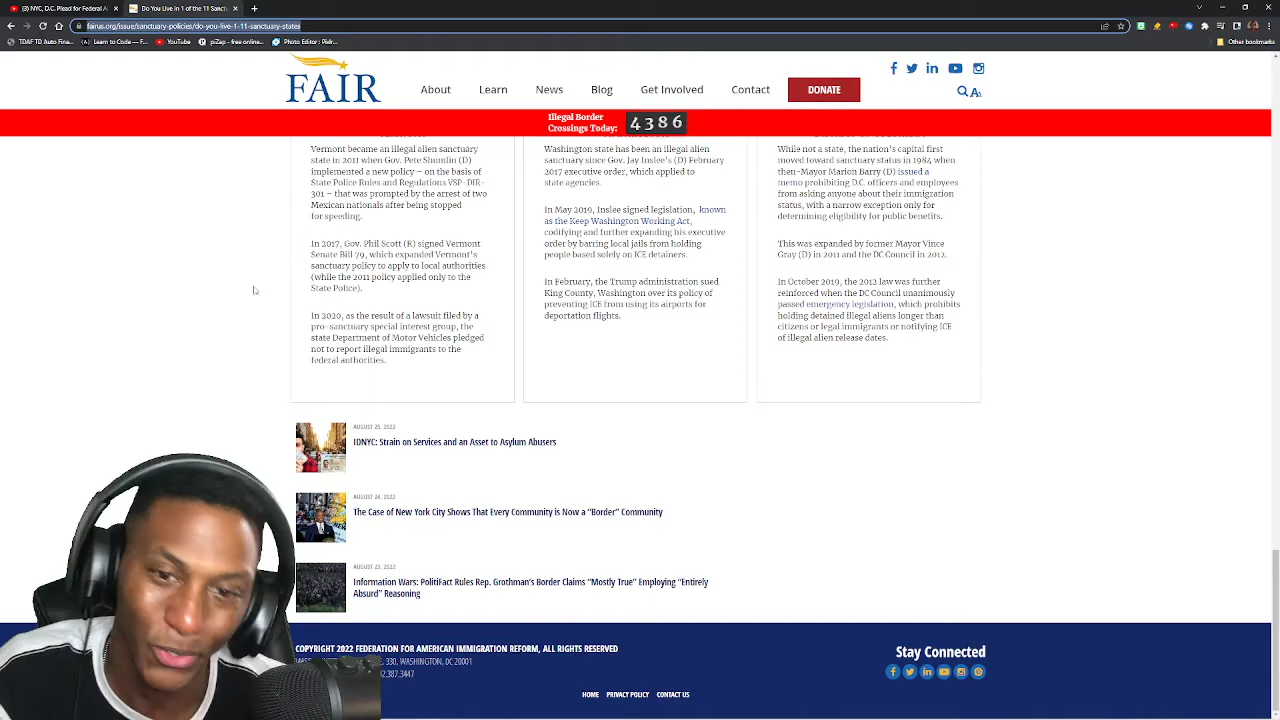 (3) NYC, D.C. Plead for Federal A
Do You Live in 1 of the 11 Sanctu
fairus.org/issue/sanctuary-policies/do-you-live-1-11-sanctuary-states
TDAF TD Auto Fina...
Learn to Code /
YouTube
piZap - Free Online...
Photo Editor: Pixlr...
Other bookmarks
FAIR
About
Learn
News
Blog
Get Involved
Contact
DONATE
Illegal Border
Crossings Today:
4386
Vermont became an illegal alien sanctuary
state in 2011 when Gov. Pete Shumlin (D)
implemented a new policy – on the basis of
State Police Rules and Regulations VSP-DIR-
301 – that was prompted by the arrest of two
Mexican nationals after being stopped
for speeding.
In 2017, Gov. Phil Scott (R) signed Vermont
Senate Bill 79, which expanded Vermont's
sanctuary policy to apply to local authorities
(while the 2011 policy applied only to the
State Police).
In 2020, as the result of a lawsuit filed by a
pro-sanctuary special interest group, the
state Department of Motor Vehicles pledged
not to report illegal immigrants to the
federal authorities.
Washington state has been an illegal alien
sanctuary since Gov. Jay Inslee's (D) February
2017 executive order, which applied to
state agencies.
In May 2019, Inslee signed legislation, known
as the Keep Washington Working Act,
codifying and further expanding his executive
order by barring local jails from holding
people based solely on ICE detainers.
In February, the Trump administration sued
King County, Washington over its policy of
preventing ICE from using its airports for
deportation flights.
While not a state, the nation's capital first
moved toward sanctuary status in 1984 when
then-Mayor Marion Barry (D) issued a
memo prohibiting D.C. officers and employees
from asking anyone about their immigration
status, with a narrow exception only for
determining eligibility for public benefits.
This was expanded by former Mayor Vince
Gray (D) in 2011 and the DC Council in 2012.
In October 2019, the 2012 law was further
reinforced when the DC Council unanimously
passed emergency legislation, which prohibits
holding detained illegal aliens longer than
citizens or legal immigrants or notifying ICE
of illegal alien release dates.
AUGUST 25, 2022
IDNYC: Strain on Services and an Asset to Asylum Abusers
AUGUST 24, 2022
The Case of New York City Shows That Every Community is Now a “Border” Community
AUGUST 23, 2022
Information Wars: PolitiFact Rules Rep. Grothman's Border Claims “Mostly True” Employing “Entirely
Absurd” Reasoning
COPYRIGHT 2022 FEDERATION FOR AMERICAN IMMIGRATION REFORM, ALL RIGHTS RESERVED
330, WASHINGTON, DC 20001
387.3447
HOME
PRIVACY POLICY
CONTACT US
Stay Connected